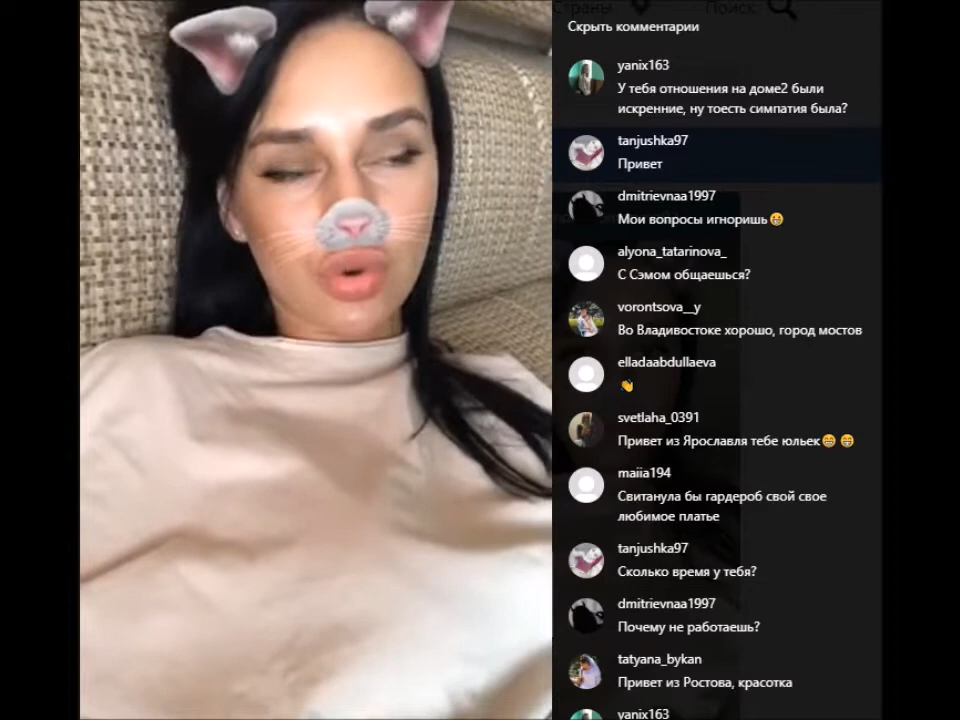 Страны
Поиск
Скрыть комментарии
yanix163
У тебя отношения на доме2 были
искренние, ну тоесть симпатия была?
tanjushka97
Привет
dmitrievnaa1997
Мои вопросы игноришь😁
alyona_tatarinova_
С Сэмом общаешься?
vorontsova__y
Во Владивостоке хорошо, город мостов
elladaabdullaeva
👏
svetlaha_0391
Привет из Ярославля тебе юльек😁 😁
maiia194
Свитанула бы гардероб свой свое
любимое платье
tanjushka97
Сколько время у тебя?
dmitrievnaa1997
Почему не работаешь?
tatyana_bykan
Привет из Ростова, красотка
yanix163